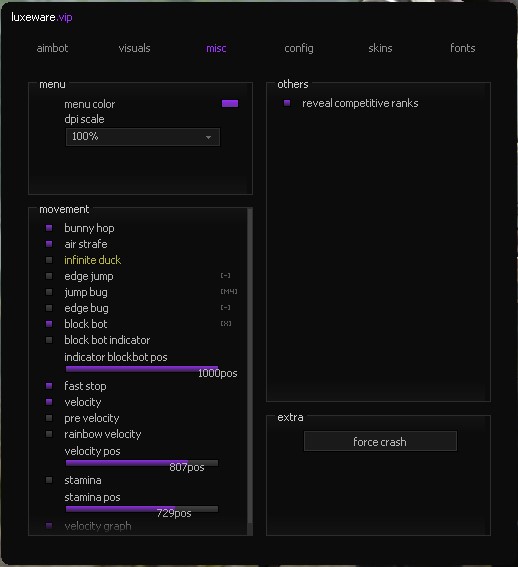 luxeware.vip
aimbot visuals misc config skins fonts
menu
menu color
dpi scale
100%
movement
bunny hop
air strafe
infinite duck
edge jump [-]
jump bug [M4]
edge bug [-]
block bot [X]
block bot indicator
indicator blockbot pos
1000pos
fast stop
velocity
pre velocity
rainbow velocity
velocity pos
807pos
stamina
stamina pos
729pos
velocity graph
others
reveal competitive ranks
extra
force crash